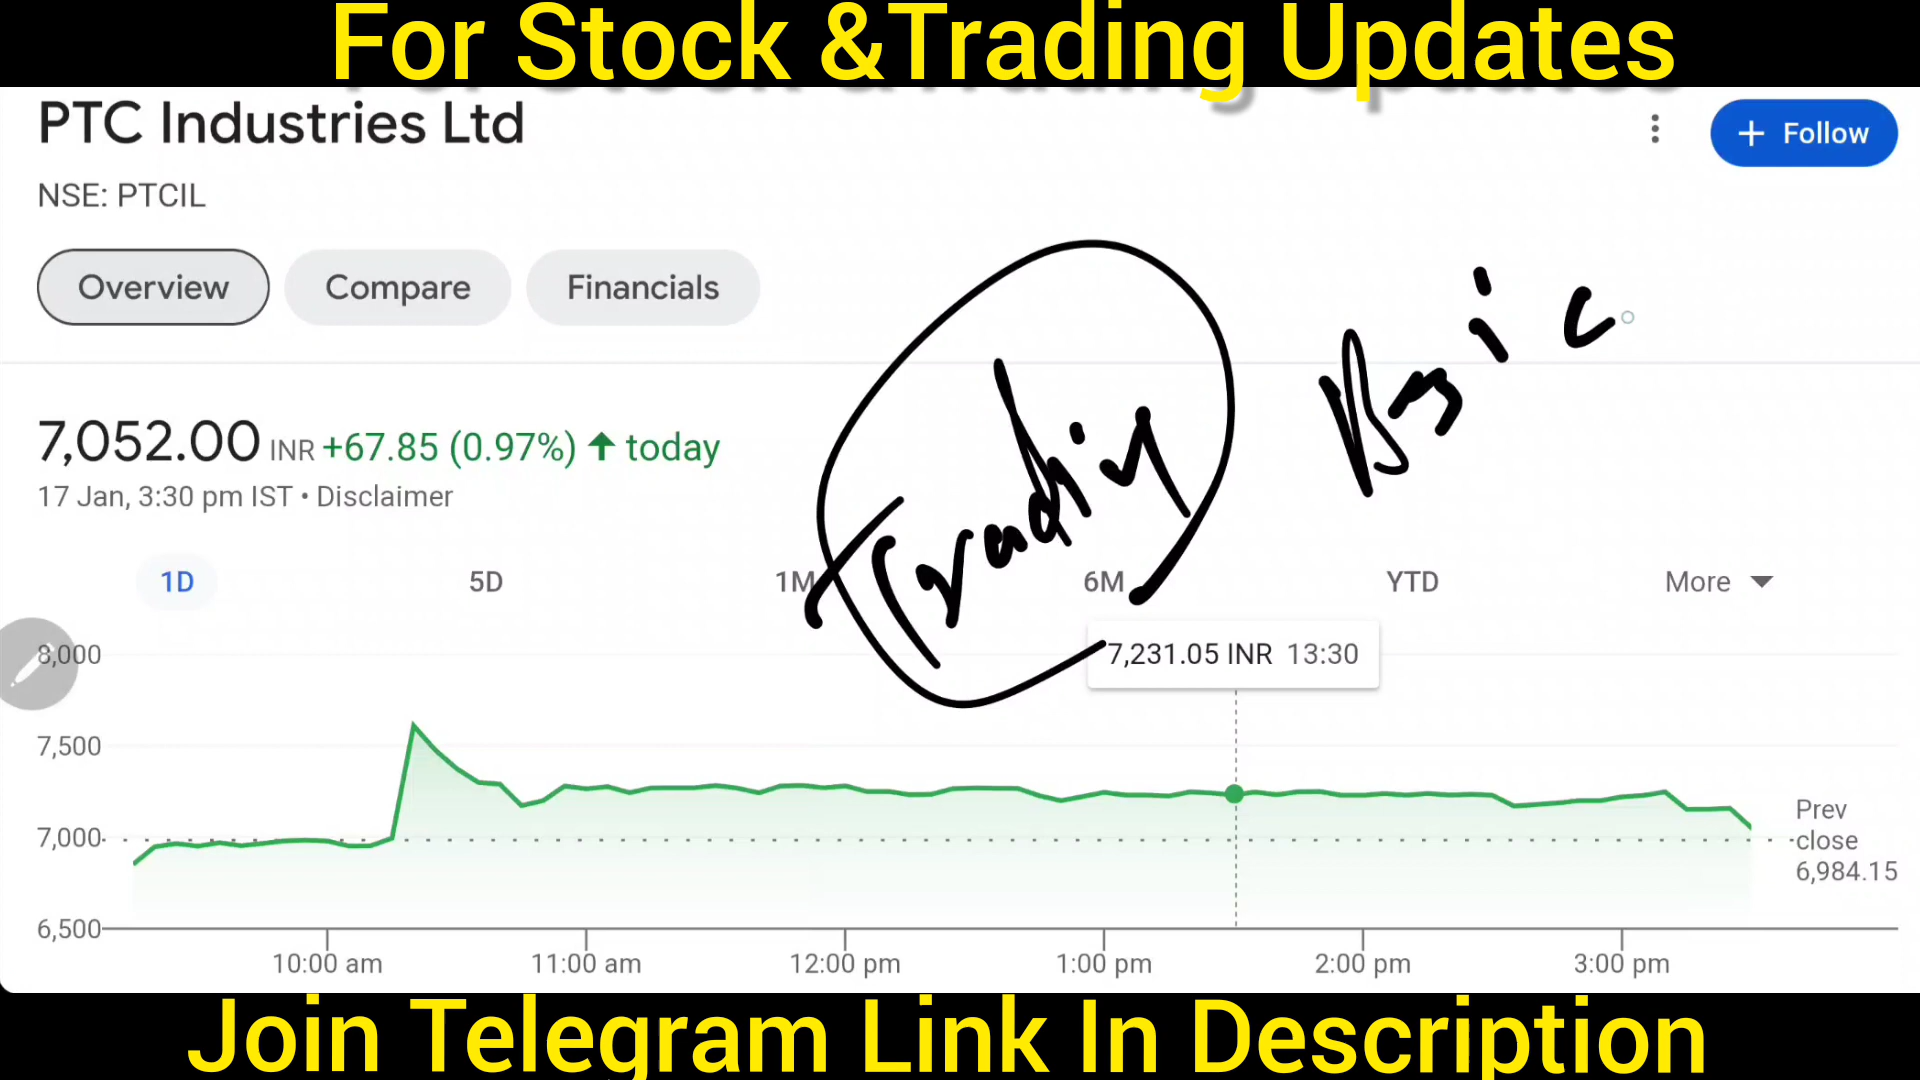 For Stock &Trading Updates
PTC Industries Ltd
+ Follow
NSE: PTCIL
Overview Compare Financials
Basic
Tradiy
7,052.00 INR +67.85 (0.97%) ↑ today
17 Jan, 3:30 pm IST • Disclaimer
1D 5D 1M 6M YTD More
7,231.05 INR 13:30
8,000
7,500
7,000
6,500
Prev
close
6,984.15
10:00 am 11:00 am 12:00 pm 1:00 pm 2:00 pm 3:00 pm
Join Telegram Link In Description